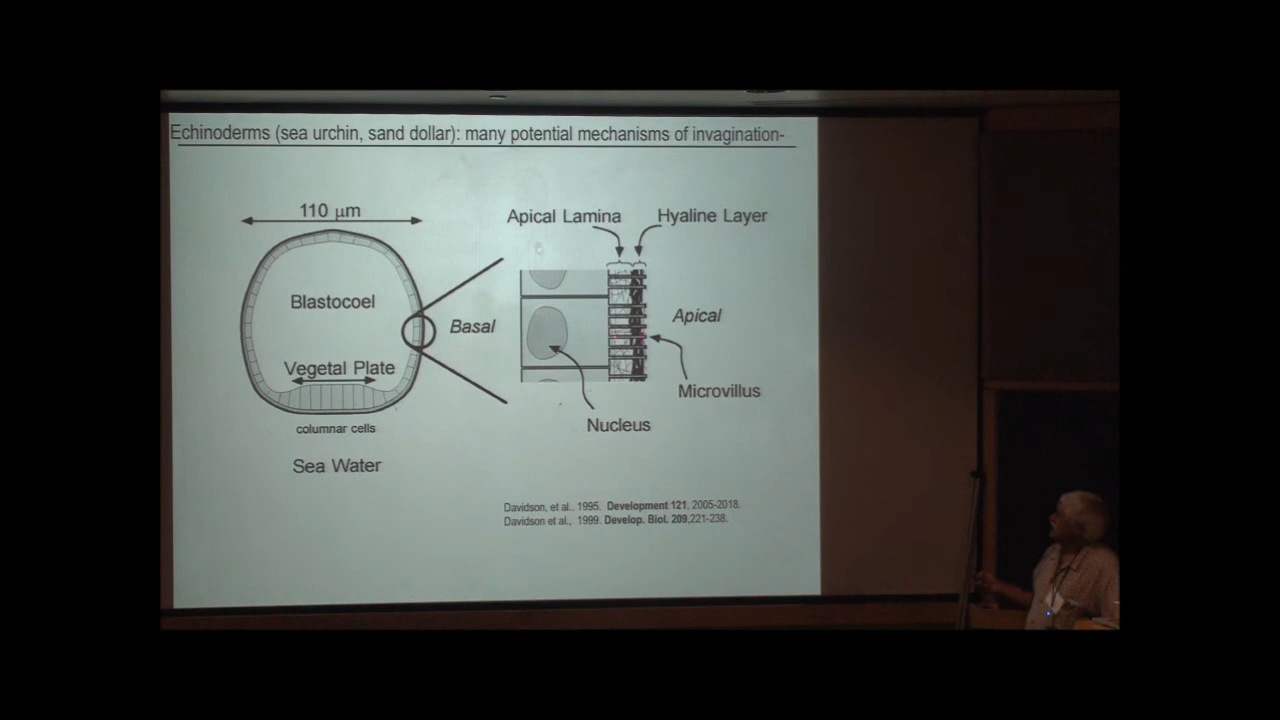 Echinoderms (sea urchin, sand dollar): many potential mechanisms of invagination-
110 μm
Apical Lamina
Hyaline Layer
Blastocoel
Basal
Apical
Vegetal Plate
Microvillus
columnar cells
Nucleus
Sea Water
Davidson, et al.. 1995. Development 121, 2005-2018.
Davidson et al., 1999. Develop. Biol. 209,221-238.